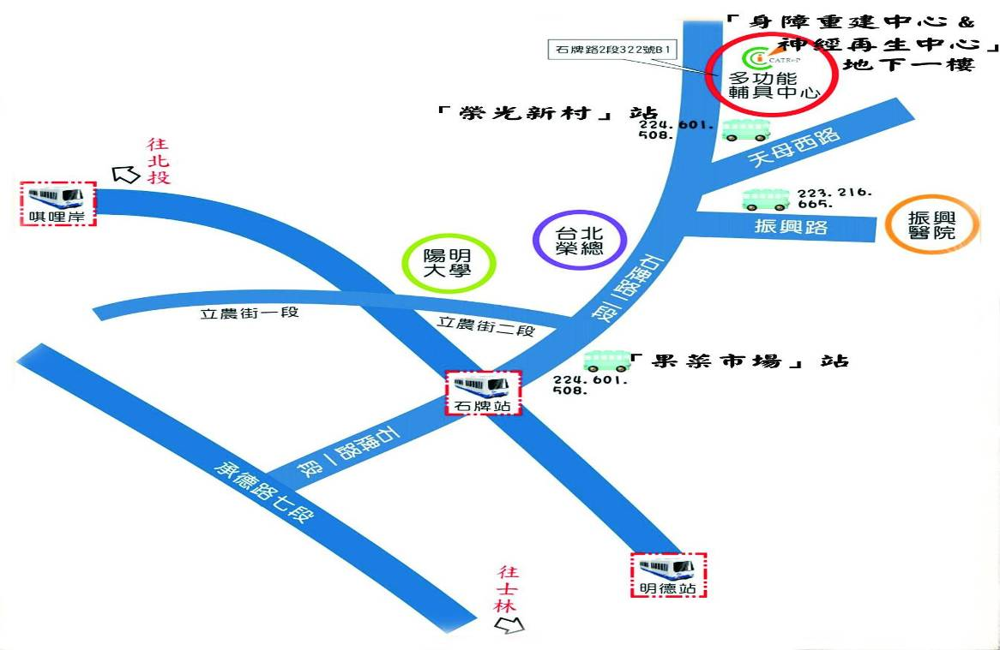 「身障重建中心&
神經再生中心」
地下一樓
石牌路2段322號B1
CATR-P
多功能
輔具中心
「榮光新村」站
224.601.
508.
天母西路
往北投
223.216.
665.
唭哩岸
振興路
振興
醫院
台北
榮總
陽明
大學
石牌路二段
立農街一段
立農街二段
「果菜市場」站
224.601.
508.
石牌站
石牌路一段
承德路七段
往士林
明德站